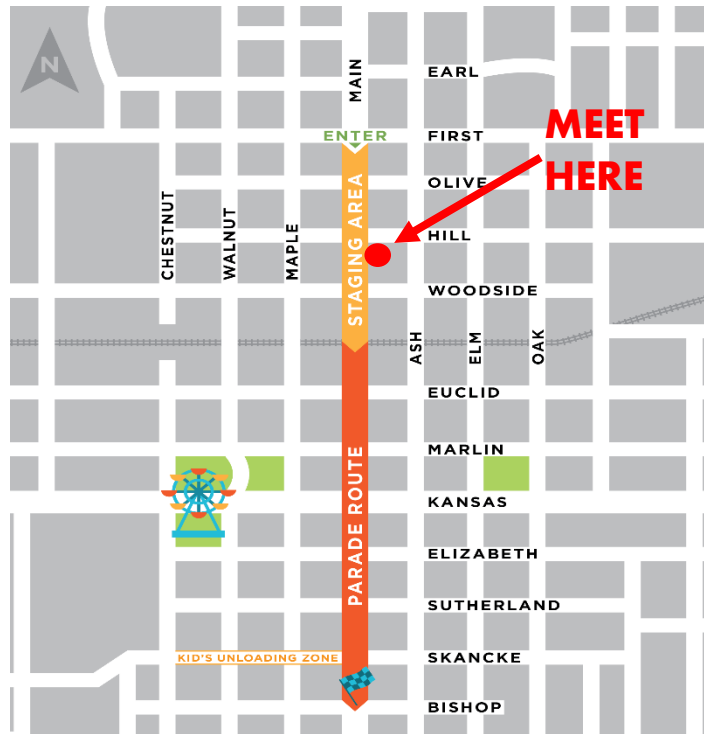 N
MAIN
EARL
ENTER
FIRST
MEET
HERE
OLIVE
CHESTNUT
WALNUT
MAPLE
STAGING AREA
HILL
WOODSIDE
ASH
ELM
OAK
EUCLID
MARLIN
PARADE ROUTE
KANSAS
ELIZABETH
SUTHERLAND
KID'S UNLOADING ZONE
SKANCKE
BISHOP